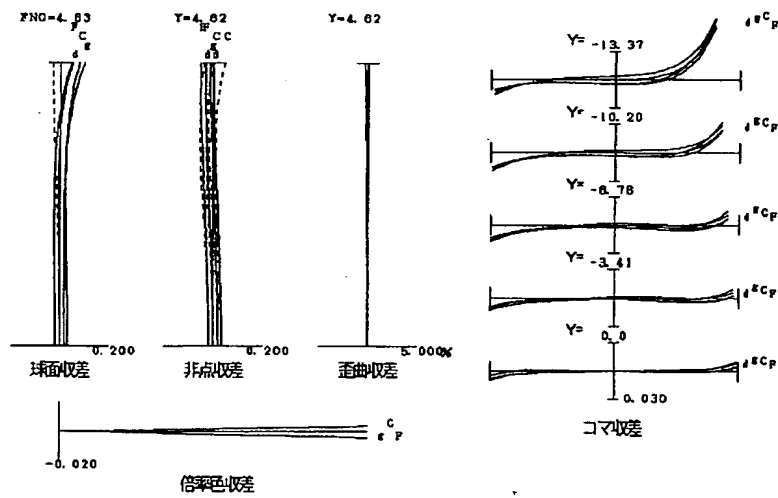 FNO=4.63
F
C
g
d
0.200
球面収差
Y=4.62
F
C C
g
d d
0.200
非点収差
Y=4.62
5.000%
歪曲収差
Y= -13.37
d g C F
Y= -10.20
d g C F
Y= -6.78
d g C F
Y= -3.41
d g C F
Y= 0.0
d g C F
0.030
コマ収差
C
g F
-0.020
倍率色収差